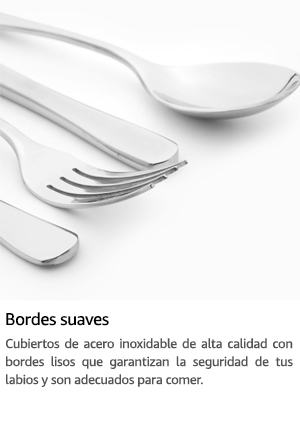 Bordes suaves
Cubiertos de acero inoxidable de alta calidad con
bordes lisos que garantizan la seguridad de tus
labios y son adecuados para comer.